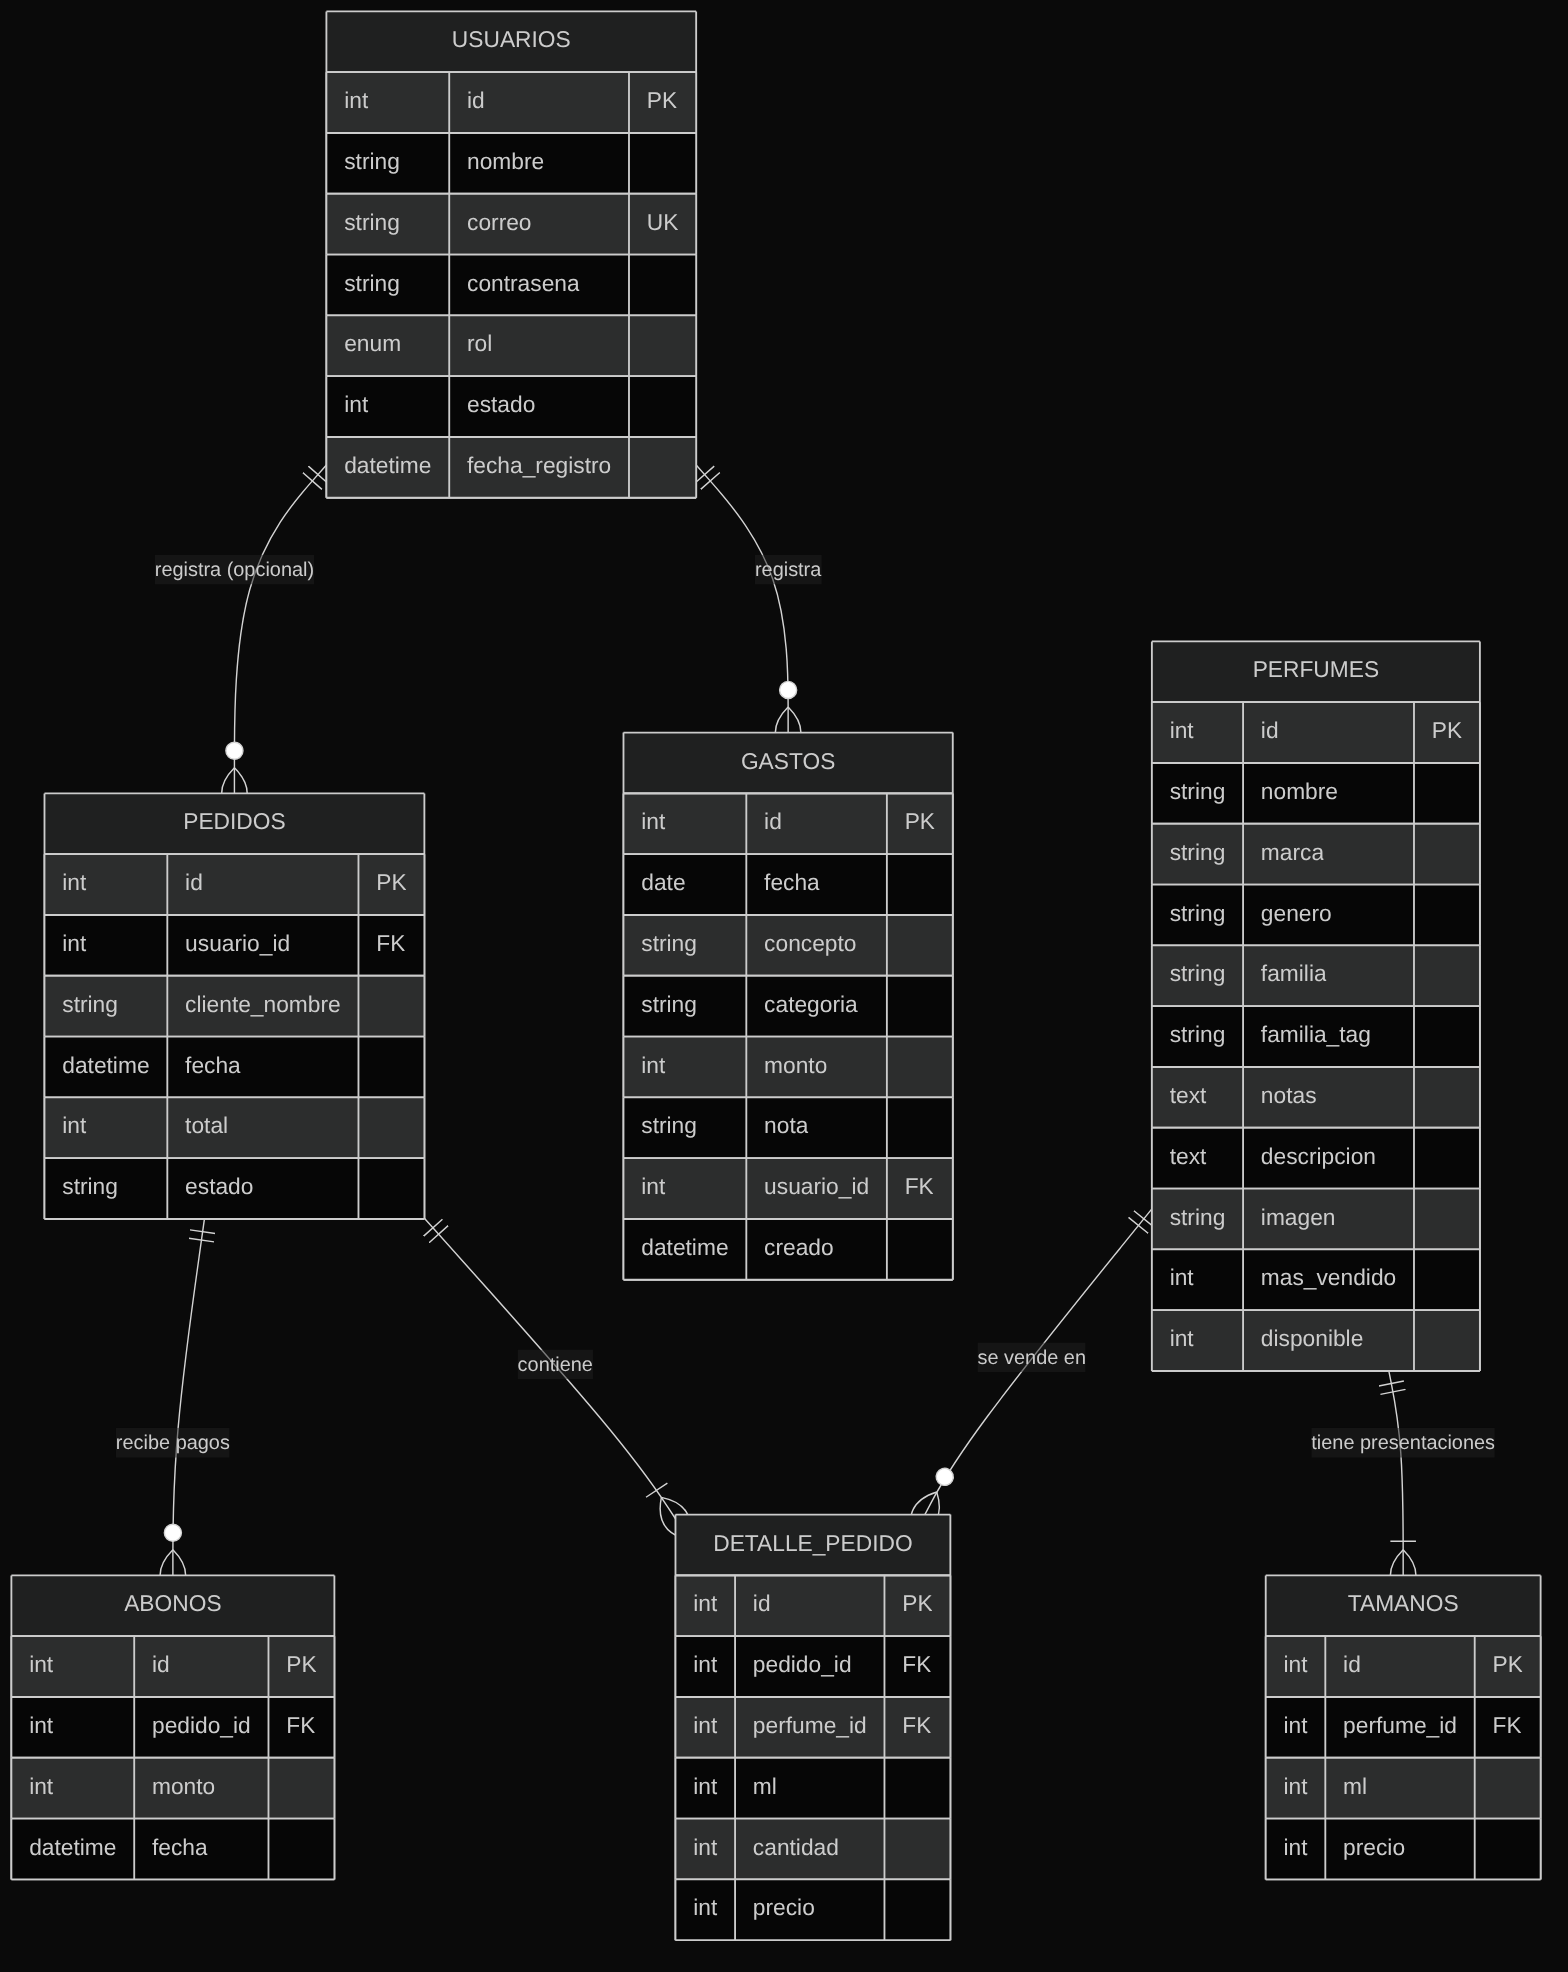 USUARIOS
int id PK
string nombre
string correo UK
string contrasena
enum rol
int estado
datetime fecha_registro
registra (opcional)
registra
PEDIDOS
int id PK
int usuario_id FK
string cliente_nombre
datetime fecha
int total
string estado
GASTOS
int id PK
date fecha
string concepto
string categoria
int monto
string nota
int usuario_id FK
datetime creado
PERFUMES
int id PK
string nombre
string marca
string genero
string familia
string familia_tag
text notas
text descripcion
string imagen
int mas_vendido
int disponible
recibe pagos
contiene
se vende en
tiene presentaciones
ABONOS
int id PK
int pedido_id FK
int monto
datetime fecha
DETALLE_PEDIDO
int id PK
int pedido_id FK
int perfume_id FK
int ml
int cantidad
int precio
TAMANOS
int id PK
int perfume_id FK
int ml
int precio